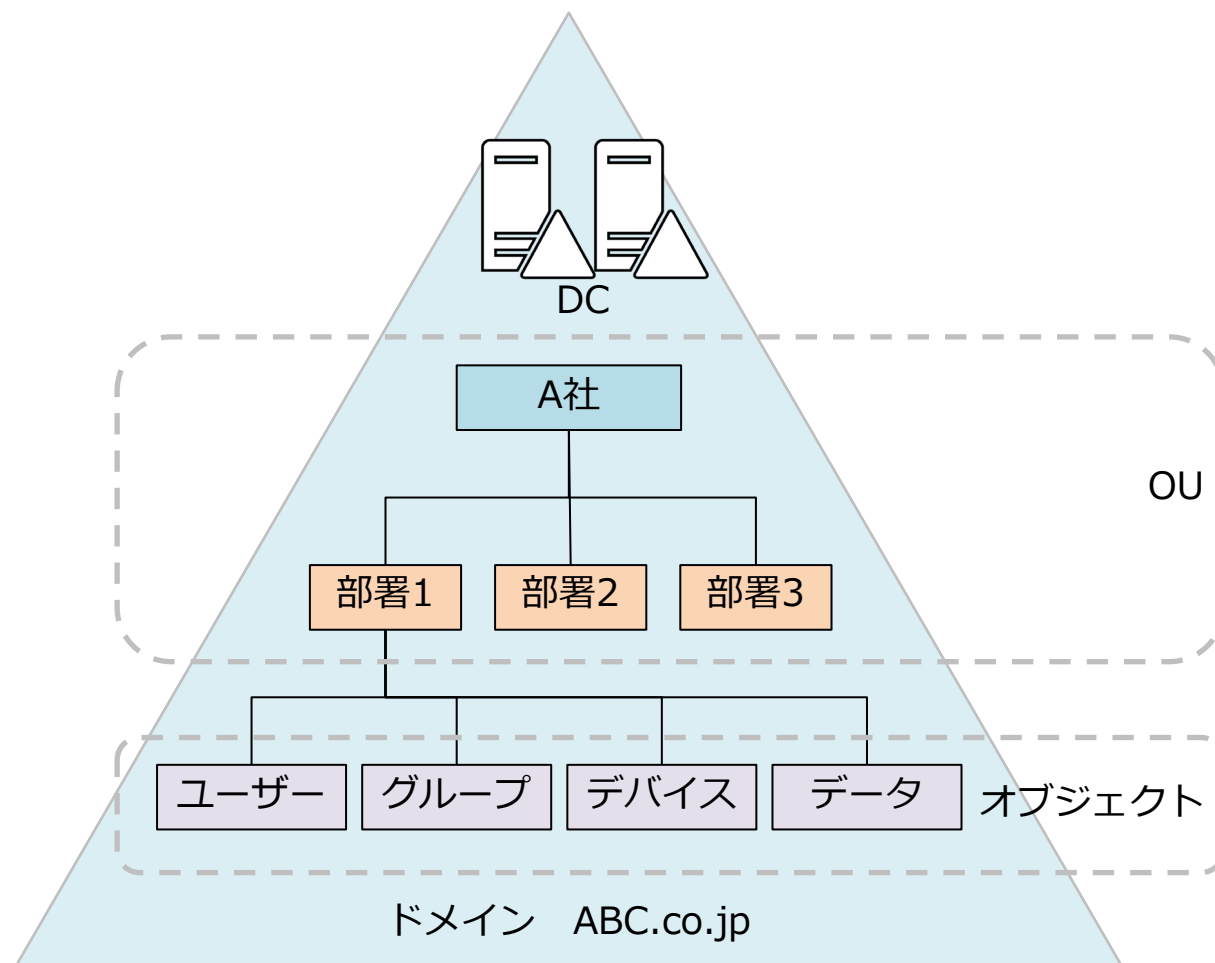 DC
A社
OU
部署1
部署2
部署3
ユーザー
グループ
デバイス
データ
オブジェクト
ドメイン　ABC.co.jp